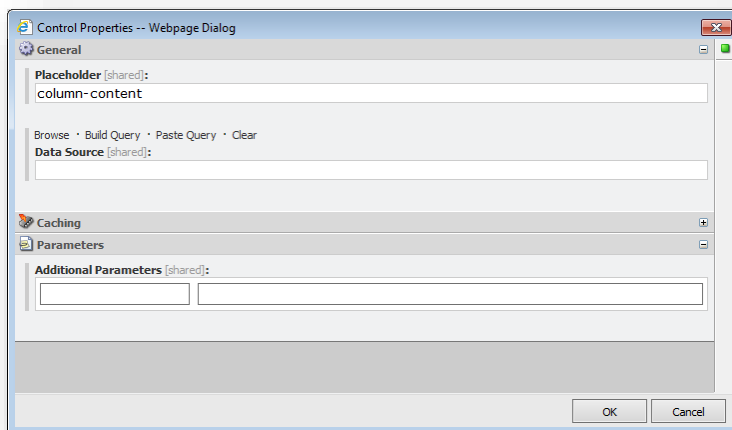 Control Properties -- Webpage Dialog
General
Placeholder [shared]:
column-content
Browse · Build Query · Paste Query · Clear
Data Source [shared]:
Caching
Parameters
Additional Parameters [shared]:
OK Cancel